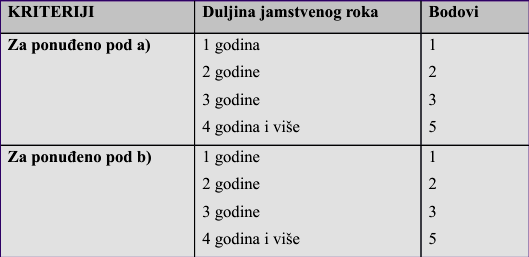 KRITERIJI Duljina jamstvenog roka Bodovi
Za ponuđeno pod a) 1 godina 1
2 godine 2
3 godine 3
4 godina i više 5
Za ponuđeno pod b) 1 godine 1
2 godine 2
3 godine 3
4 godina i više 5